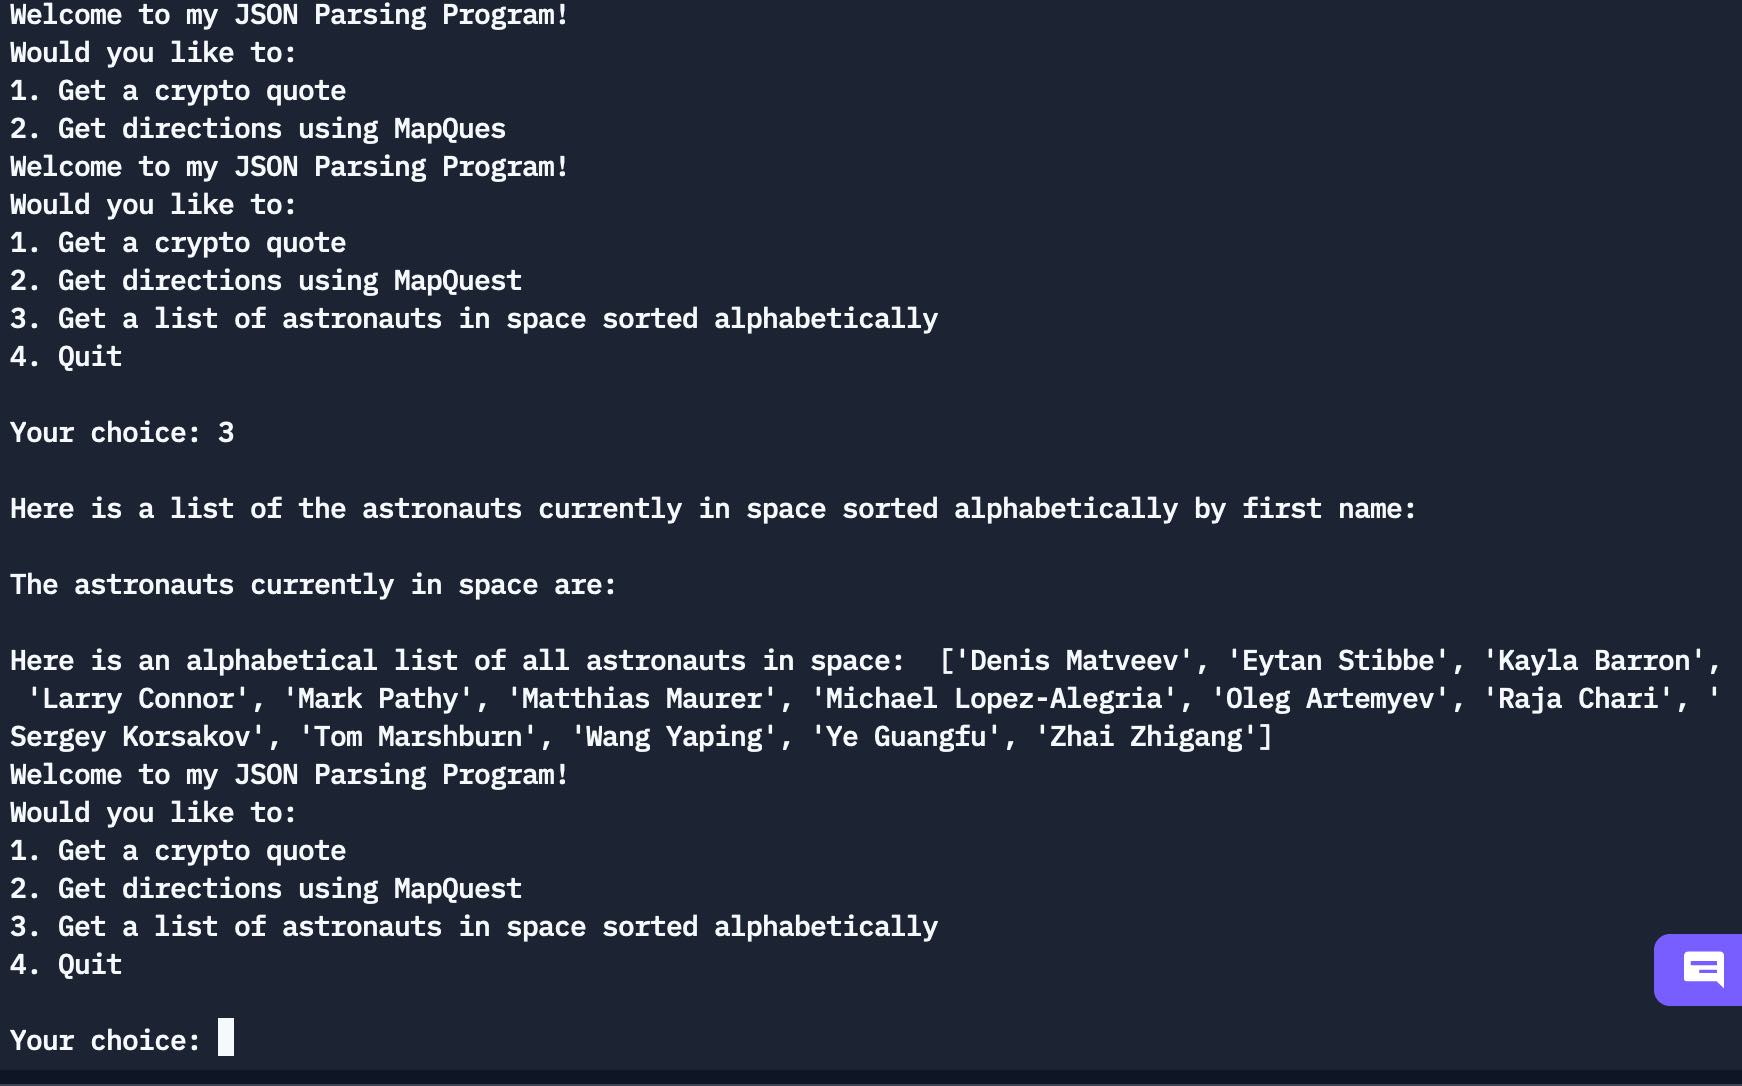 Welcome to my JSON Parsing Program!
Would you like to:
1. Get a crypto quote
2. Get directions using MapQues
Welcome to my JSON Parsing Program!
Would you like to:
1. Get a crypto quote
2. Get directions using MapQuest
3. Get a list of astronauts in space sorted alphabetically
4. Quit
Your choice: 3
Here is a list of the astronauts currently in space sorted alphabetically by first name:
The astronauts currently in space are:
Here is an alphabetical list of all astronauts in space:  ['Denis Matveev', 'Eytan Stibbe', 'Kayla Barron',
 'Larry Connor', 'Mark Pathy', 'Matthias Maurer', 'Michael Lopez-Alegria', 'Oleg Artemyev', 'Raja Chari', '
Sergey Korsakov', 'Tom Marshburn', 'Wang Yaping', 'Ye Guangfu', 'Zhai Zhigang']
Welcome to my JSON Parsing Program!
Would you like to:
1. Get a crypto quote
2. Get directions using MapQuest
3. Get a list of astronauts in space sorted alphabetically
4. Quit
Your choice: